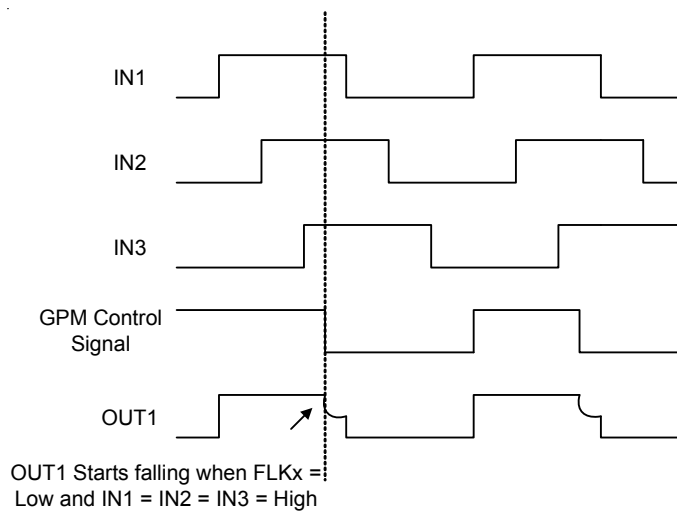 IN1
IN2
IN3
GPM Control
Signal
OUT1
OUT1 Starts falling when FLKx =
Low and IN1 = IN2 = IN3 = High